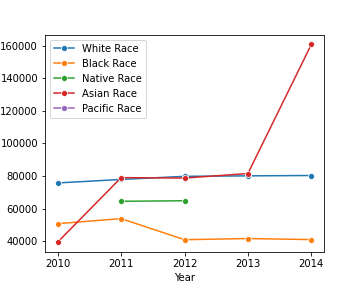 160000
140000
120000
100000
80000
60000
40000
White Race
Black Race
Native Race
Asian Race
Pacific Race
2010 2011 2012 2013 2014
Year